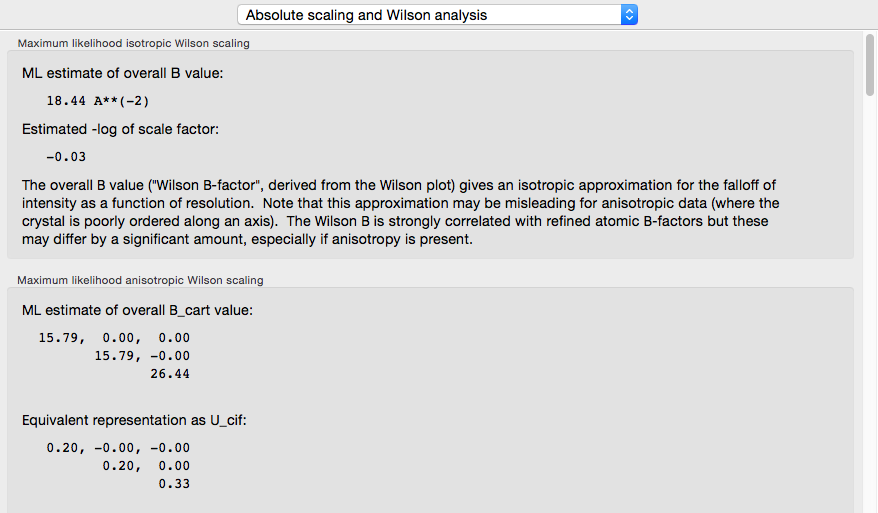 Absolute scaling and Wilson analysis
Maximum likelihood isotropic Wilson scaling
ML estimate of overall B value:
18.44 A**(-2)
Estimated -log of scale factor:
-0.03
The overall B value ("Wilson B-factor", derived from the Wilson plot) gives an isotropic approximation for the falloff of
intensity as a function of resolution.  Note that this approximation may be misleading for anisotropic data (where the
crystal is poorly ordered along an axis).  The Wilson B is strongly correlated with refined atomic B-factors but these
may differ by a significant amount, especially if anisotropy is present.
Maximum likelihood anisotropic Wilson scaling
ML estimate of overall B_cart value:
15.79,  0.00,  0.00
15.79, -0.00
26.44
Equivalent representation as U_cif:
0.20, -0.00, -0.00
0.20,  0.00
0.33